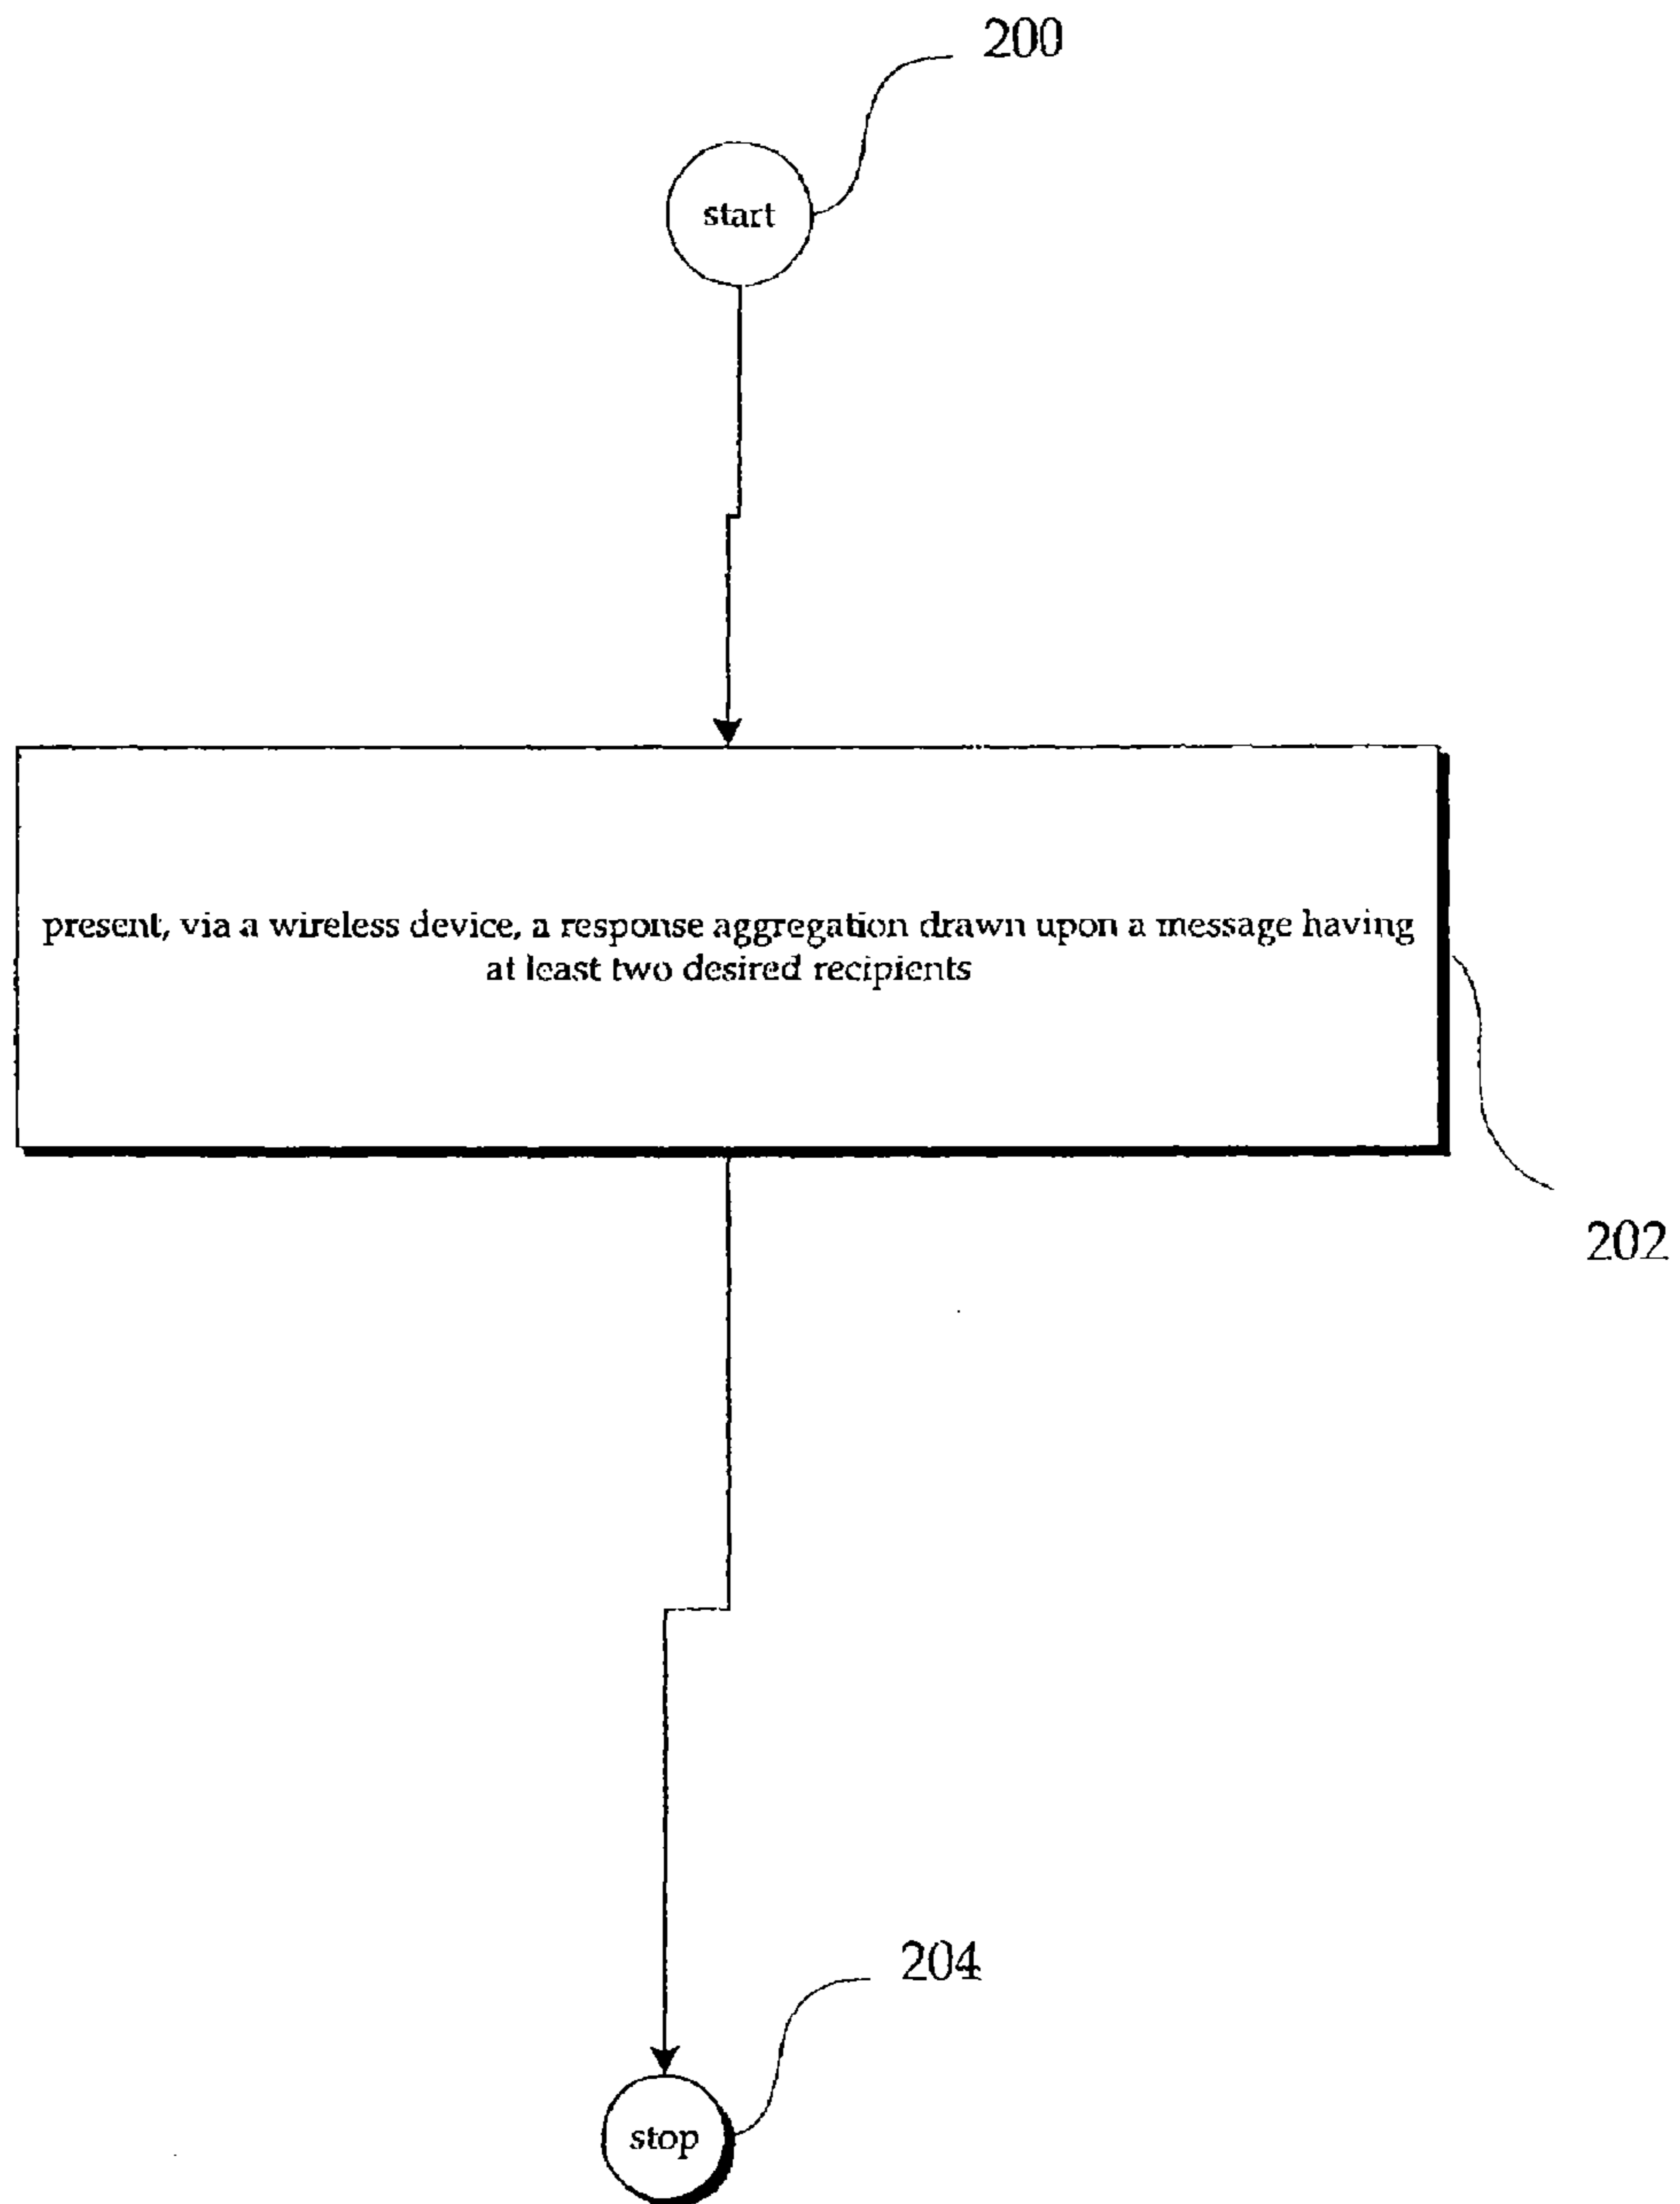 200
start
present, via a wireless device, a response aggregation drawn upon a message having
at least two desired recipients
202
204
stop